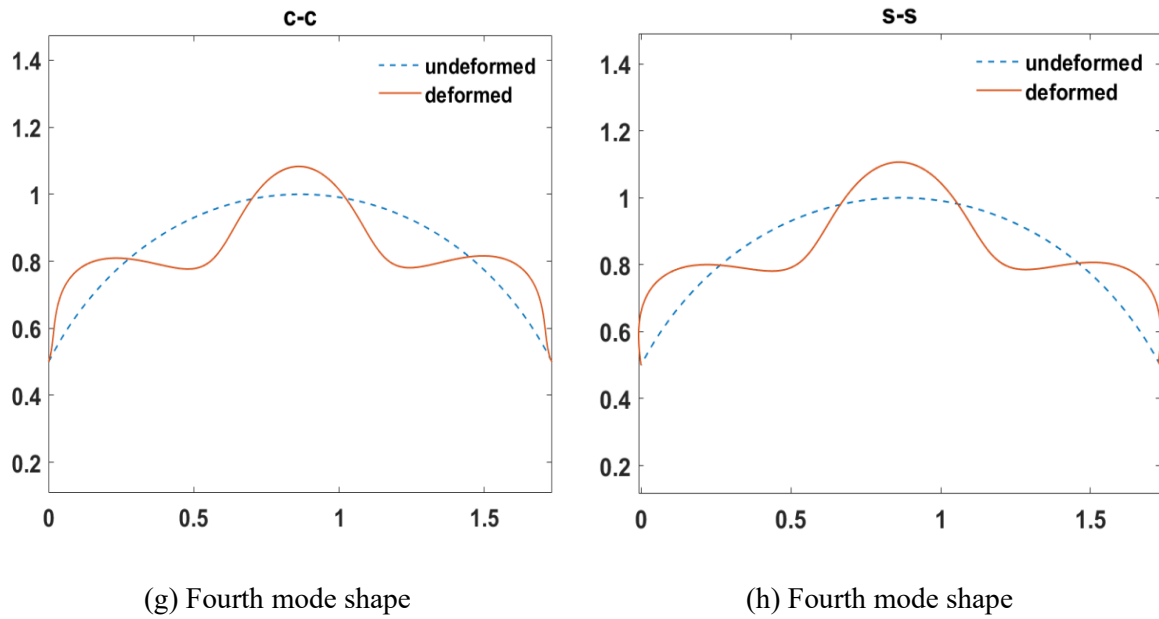 c-c
undeformed
deformed
1.4
1.2
1
0.8
0.6
0.4
0.2
0 0.5 1 1.5
(g) Fourth mode shape
s-s
undeformed
deformed
1.4
1.2
1
0.8
0.6
0.4
0.2
0 0.5 1 1.5
(h) Fourth mode shape